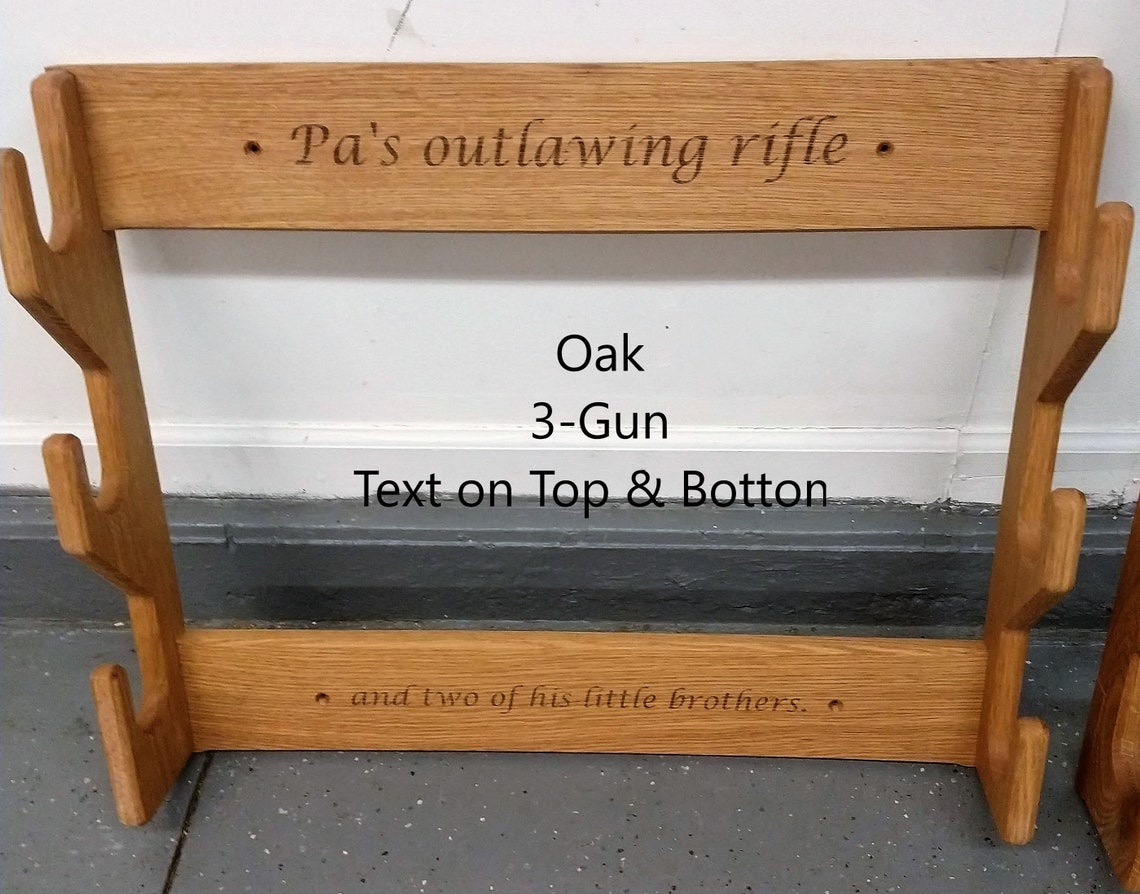 Pa's outlawing rifle
Oak
3-Gun
Text on Top & Botton
and two of his little brothers.